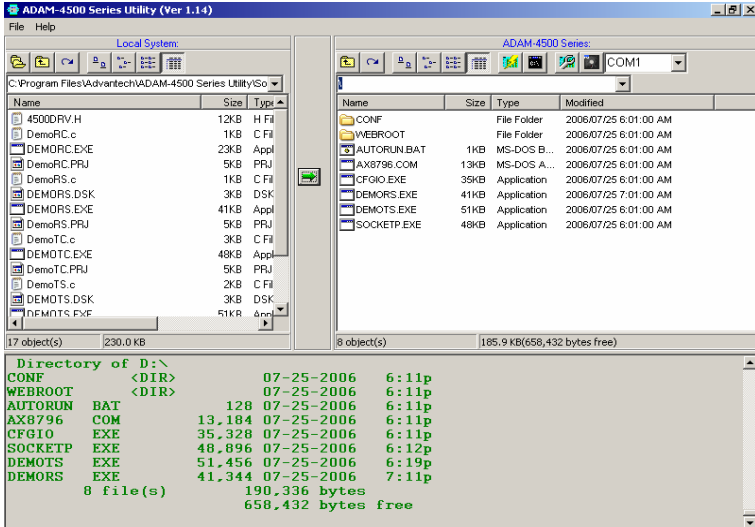 ADAM-4500 Series Utility (Ver 1.14)
File Help
Local System:
C:\Program Files\Advantech\ADAM-4500 Series Utility\So
Name Size Type
4500DRV.H 12KB H Fil
DemoRC.c 1KB C Fil
DEMORC.EXE 23KB Appl
DemoRC.PRJ 5KB PRJ
DemoRS.c 1KB C Fil
DEMORS.DSK 3KB DSK
DEMORS.EXE 41KB Appl
DemoRS.PRJ 5KB PRJ
DemoTC.c 3KB C Fil
DEMOTC.EXE 48KB Appl
DemoTC.PRJ 5KB PRJ
DemoTS.c 2KB C Fil
DEMOTS.DSK 3KB DSK
DEMOTS.EXE 51KB Appl
17 object(s) 230.0 KB
ADAM-4500 Series:
COM1
\
Name Size Type Modified
CONF File Folder 2006/07/25 6:01:00 AM
WEBROOT File Folder 2006/07/25 6:01:00 AM
AUTORUN.BAT 1KB MS-DOS B... 2006/07/25 6:01:00 AM
AX8796.COM 13KB MS-DOS A... 2006/07/25 6:01:00 AM
CFGIO.EXE 35KB Application 2006/07/25 6:01:00 AM
DEMORS.EXE 41KB Application 2006/07/25 7:01:00 AM
DEMOTS.EXE 51KB Application 2006/07/25 6:01:00 AM
SOCKETP.EXE 48KB Application 2006/07/25 6:01:00 AM
8 object(s) 185.9 KB(658,432 bytes free)
Directory of D:\
CONF <DIR> 07-25-2006 6:11p
WEBROOT <DIR> 07-25-2006 6:11p
AUTORUN BAT 128 07-25-2006 6:11p
AX8796 COM 13,184 07-25-2006 6:11p
CFGIO EXE 35,328 07-25-2006 6:11p
SOCKETP EXE 48,896 07-25-2006 6:12p
DEMOTS EXE 51,456 07-25-2006 6:19p
DEMORS EXE 41,344 07-25-2006 7:11p
8 file(s) 190,336 bytes
658,432 bytes free